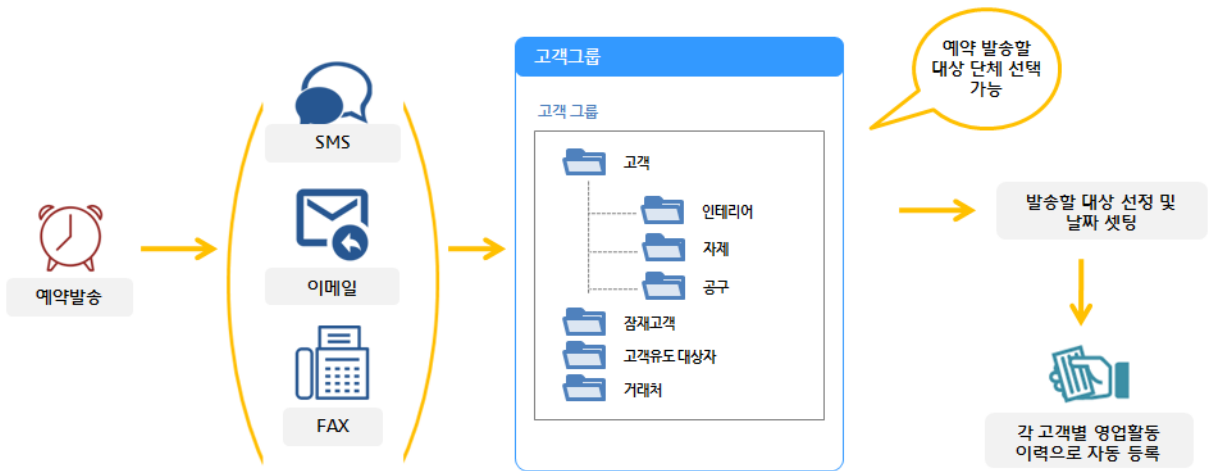 예약발송
SMS
이메일
FAX
고객그룹
고객 그룹
고객
인테리어
자제
공구
잠재고객
고객유도 대상자
거래처
예약 발송할
대상 단체 선택
가능
발송할 대상 선정 및
날짜 셋팅
각 고객별 영업활동
이력으로 자동 등록